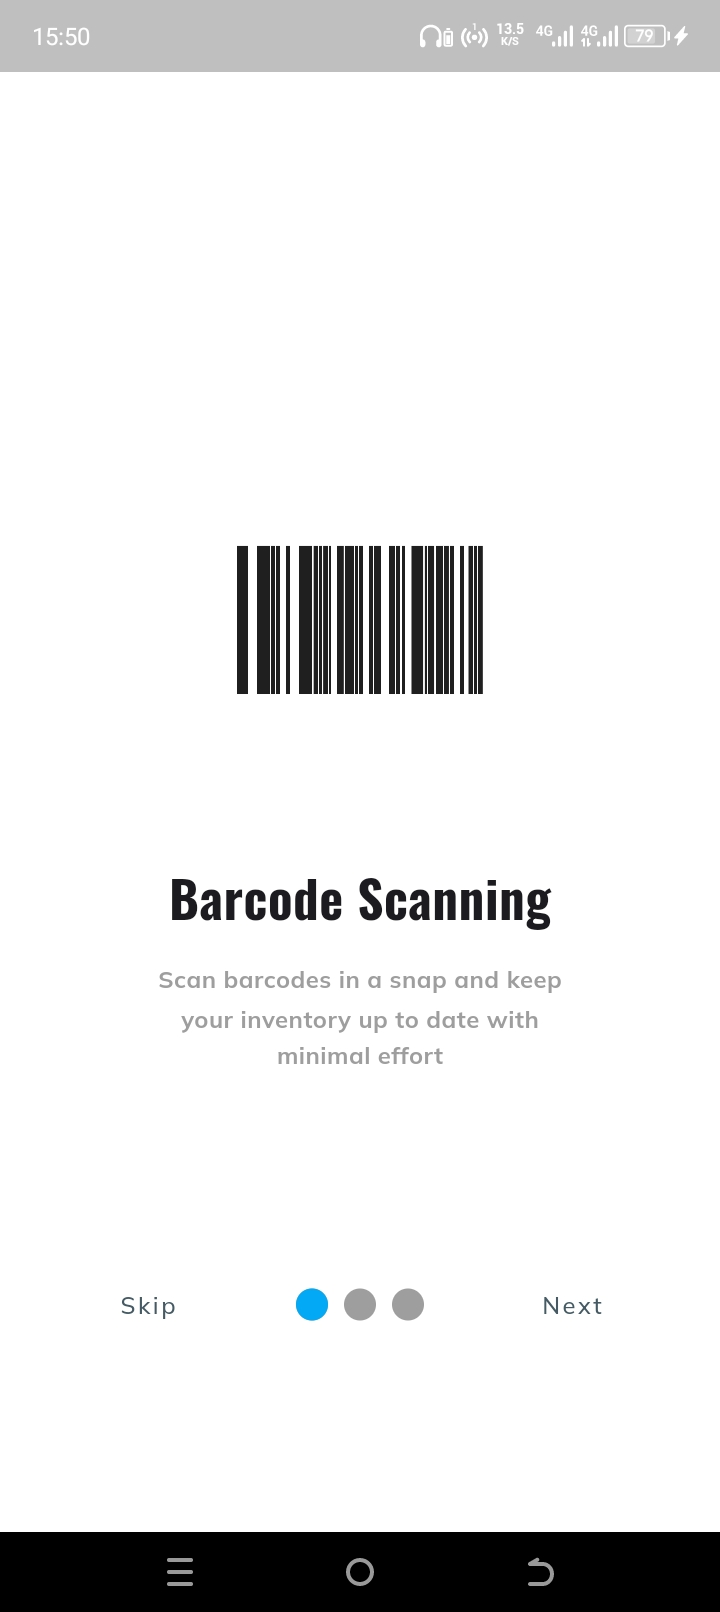 15:50
1
13.5
K/S
4G
4G
79
Barcode Scanning
Scan barcodes in a snap and keep
your inventory up to date with
minimal effort
Skip
Next